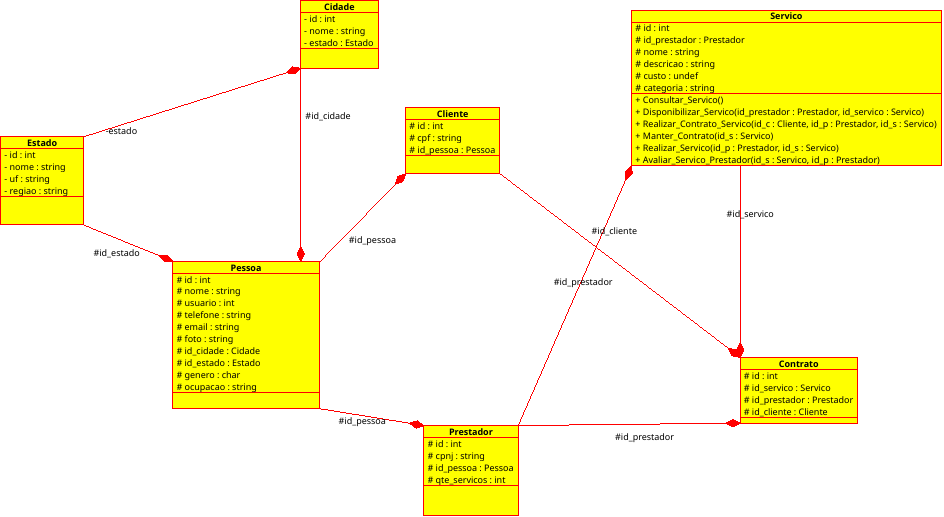 Cidade
- id : int
- nome : string
- estado : Estado
Servico
# id : int
# id_prestador : Prestador
# nome : string
# descricao : string
# custo : undef
# categoria : string
+ Consultar_Servico()
+ Disponibilizar_Servico(id_prestador : Prestador, id_servico : Servico)
+ Realizar_Contrato_Servico(id_c : Cliente, id_p : Prestador, id_s : Servico)
+ Manter_Contrato(id_s : Servico)
+ Realizar_Servico(id_p : Prestador, id_s : Servico)
+ Avaliar_Servico_Prestador(id_s : Servico, id_p : Prestador)
Cliente
# id : int
# cpf : string
# id_pessoa : Pessoa
#id_cidade
-estado
Estado
- id : int
- nome : string
- uf : string
- regiao : string
#id_servico
#id_cliente
#id_pessoa
#id_estado
#id_prestador
Pessoa
# id : int
# nome : string
# usuario : int
# telefone : string
# email : string
# foto : string
# id_cidade : Cidade
# id_estado : Estado
# genero : char
# ocupacao : string
Contrato
# id : int
# id_servico : Servico
# id_prestador : Prestador
# id_cliente : Cliente
#id_pessoa
Prestador
# id : int
# cpnj : string
# id_pessoa : Pessoa
# qte_servicos : int
#id_prestador